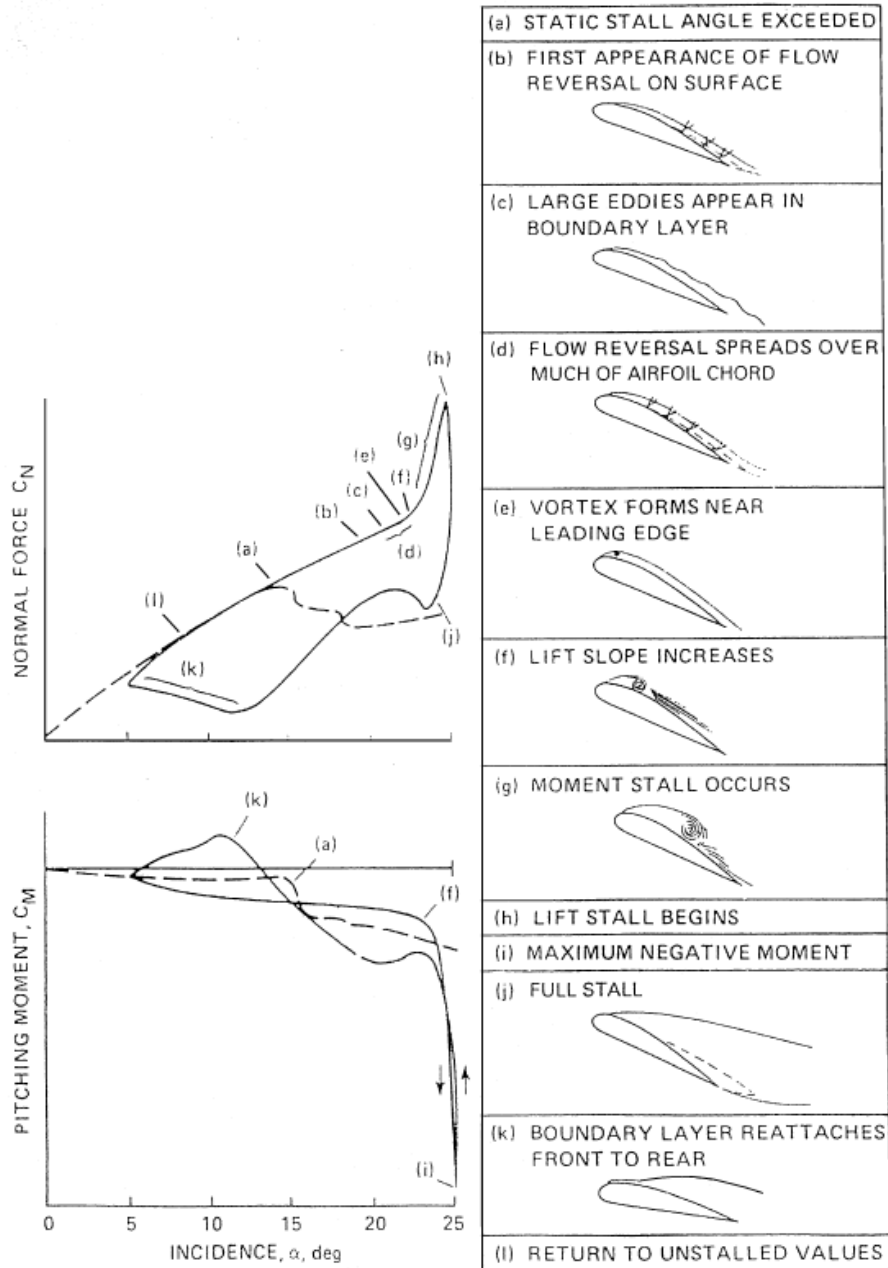 NORMAL FORCE C_N
(a)
(b)
(c)
(d)
(e)
(f)
(g)
(h)
(j)
(k)
(l)
PITCHING MOMENT, C_M
(k)
(a)
(f)
(i)
0 5 10 15 20 25
INCIDENCE, α, deg
(a) STATIC STALL ANGLE EXCEEDED
(b) FIRST APPEARANCE OF FLOW
REVERSAL ON SURFACE
(c) LARGE EDDIES APPEAR IN
BOUNDARY LAYER
(d) FLOW REVERSAL SPREADS OVER
MUCH OF AIRFOIL CHORD
(e) VORTEX FORMS NEAR
LEADING EDGE
(f) LIFT SLOPE INCREASES
(g) MOMENT STALL OCCURS
(h) LIFT STALL BEGINS
(i) MAXIMUM NEGATIVE MOMENT
(j) FULL STALL
(k) BOUNDARY LAYER REATTACHES
FRONT TO REAR
(l) RETURN TO UNSTALLED VALUES